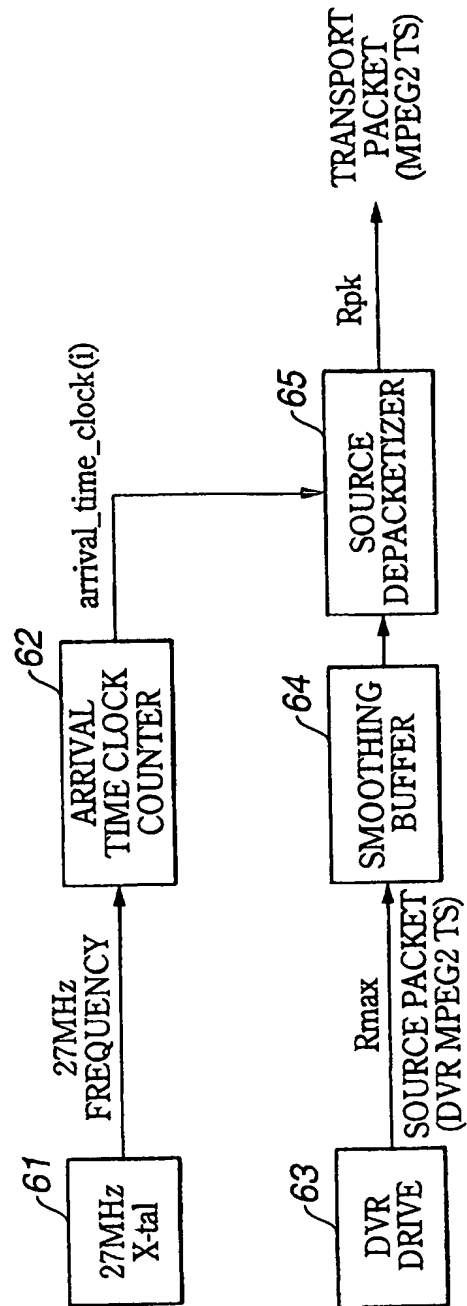 61
27MHz
X-tal
27MHz
FREQUENCY
62
ARRIVAL
TIME CLOCK
COUNTER
arrival_time_clock(i)
63
DVR
DRIVE
Rmax
SOURCE PACKET
(DVR MPEG2 TS)
64
SMOOTHING
BUFFER
65
SOURCE
DEPACKETIZER
Rpk
TRANSPORT
PACKET
(MPEG2 TS)